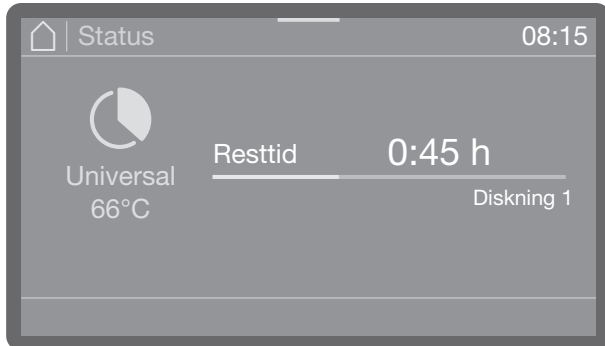 Status 08:15
Resttid 0:45 h
Universal
66°C
Diskning 1